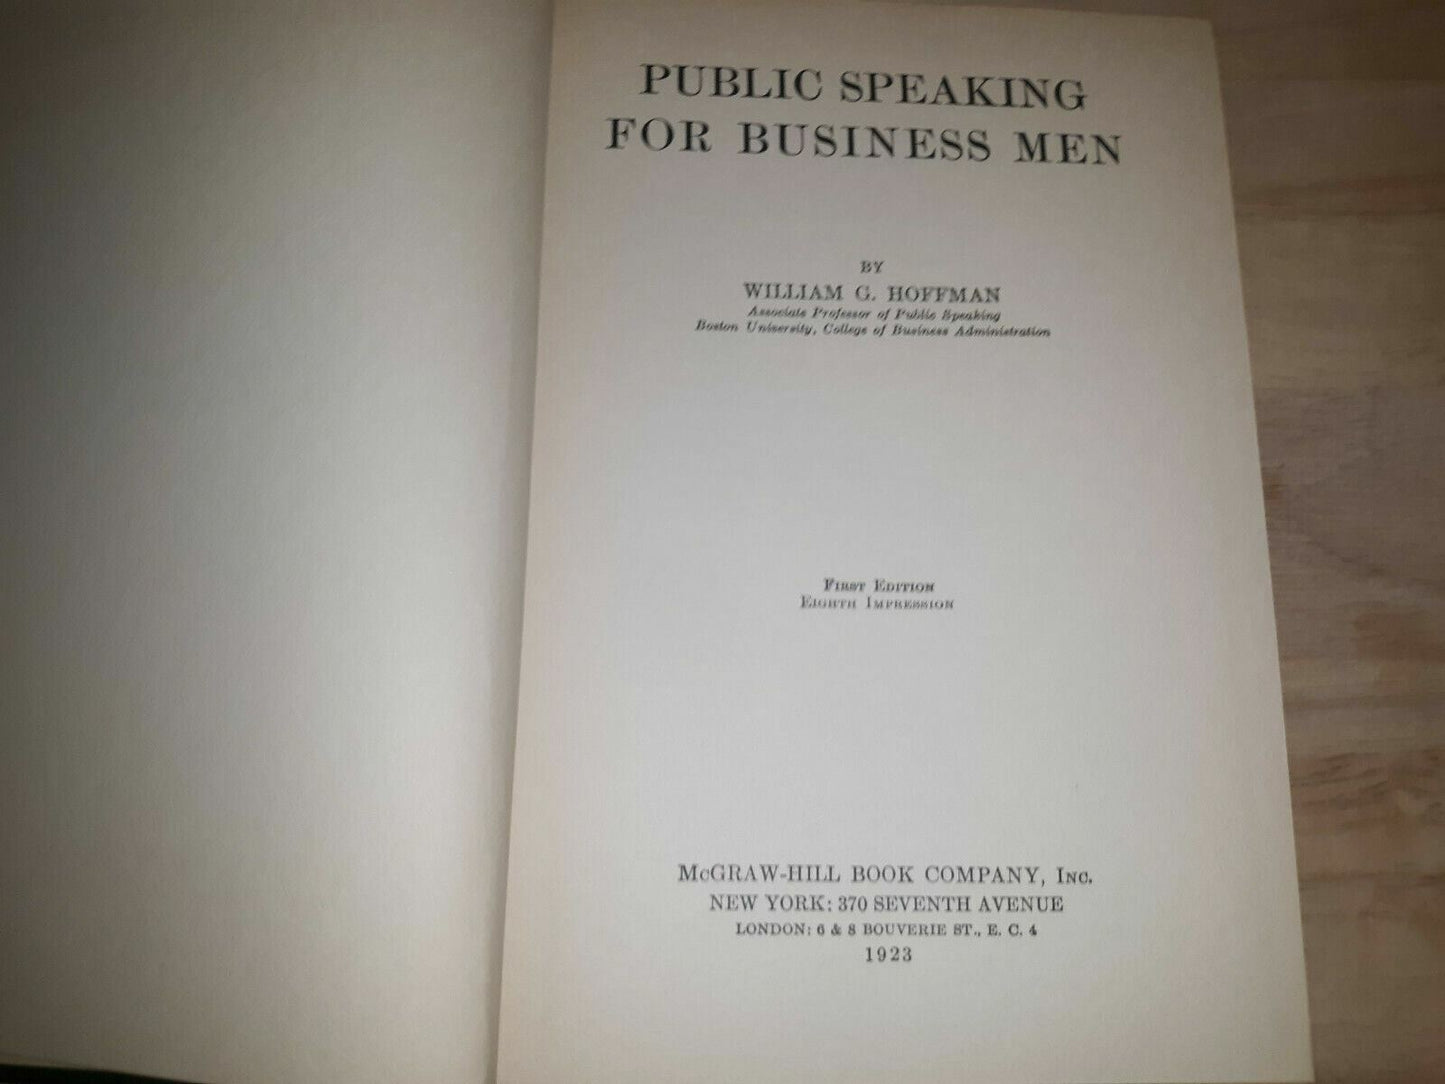 PUBLIC SPEAKING
FOR BUSINESS MEN
BY
WILLIAM G. HOFFMAN
Associate Professor of Public Speaking
Boston University, College of Business Administration
First Edition
Eighth Impression
McGRAW-HILL BOOK COMPANY, Inc.
NEW YORK: 370 SEVENTH AVENUE
LONDON: 6 & 8 BOUVERIE ST., E. C. 4
1923